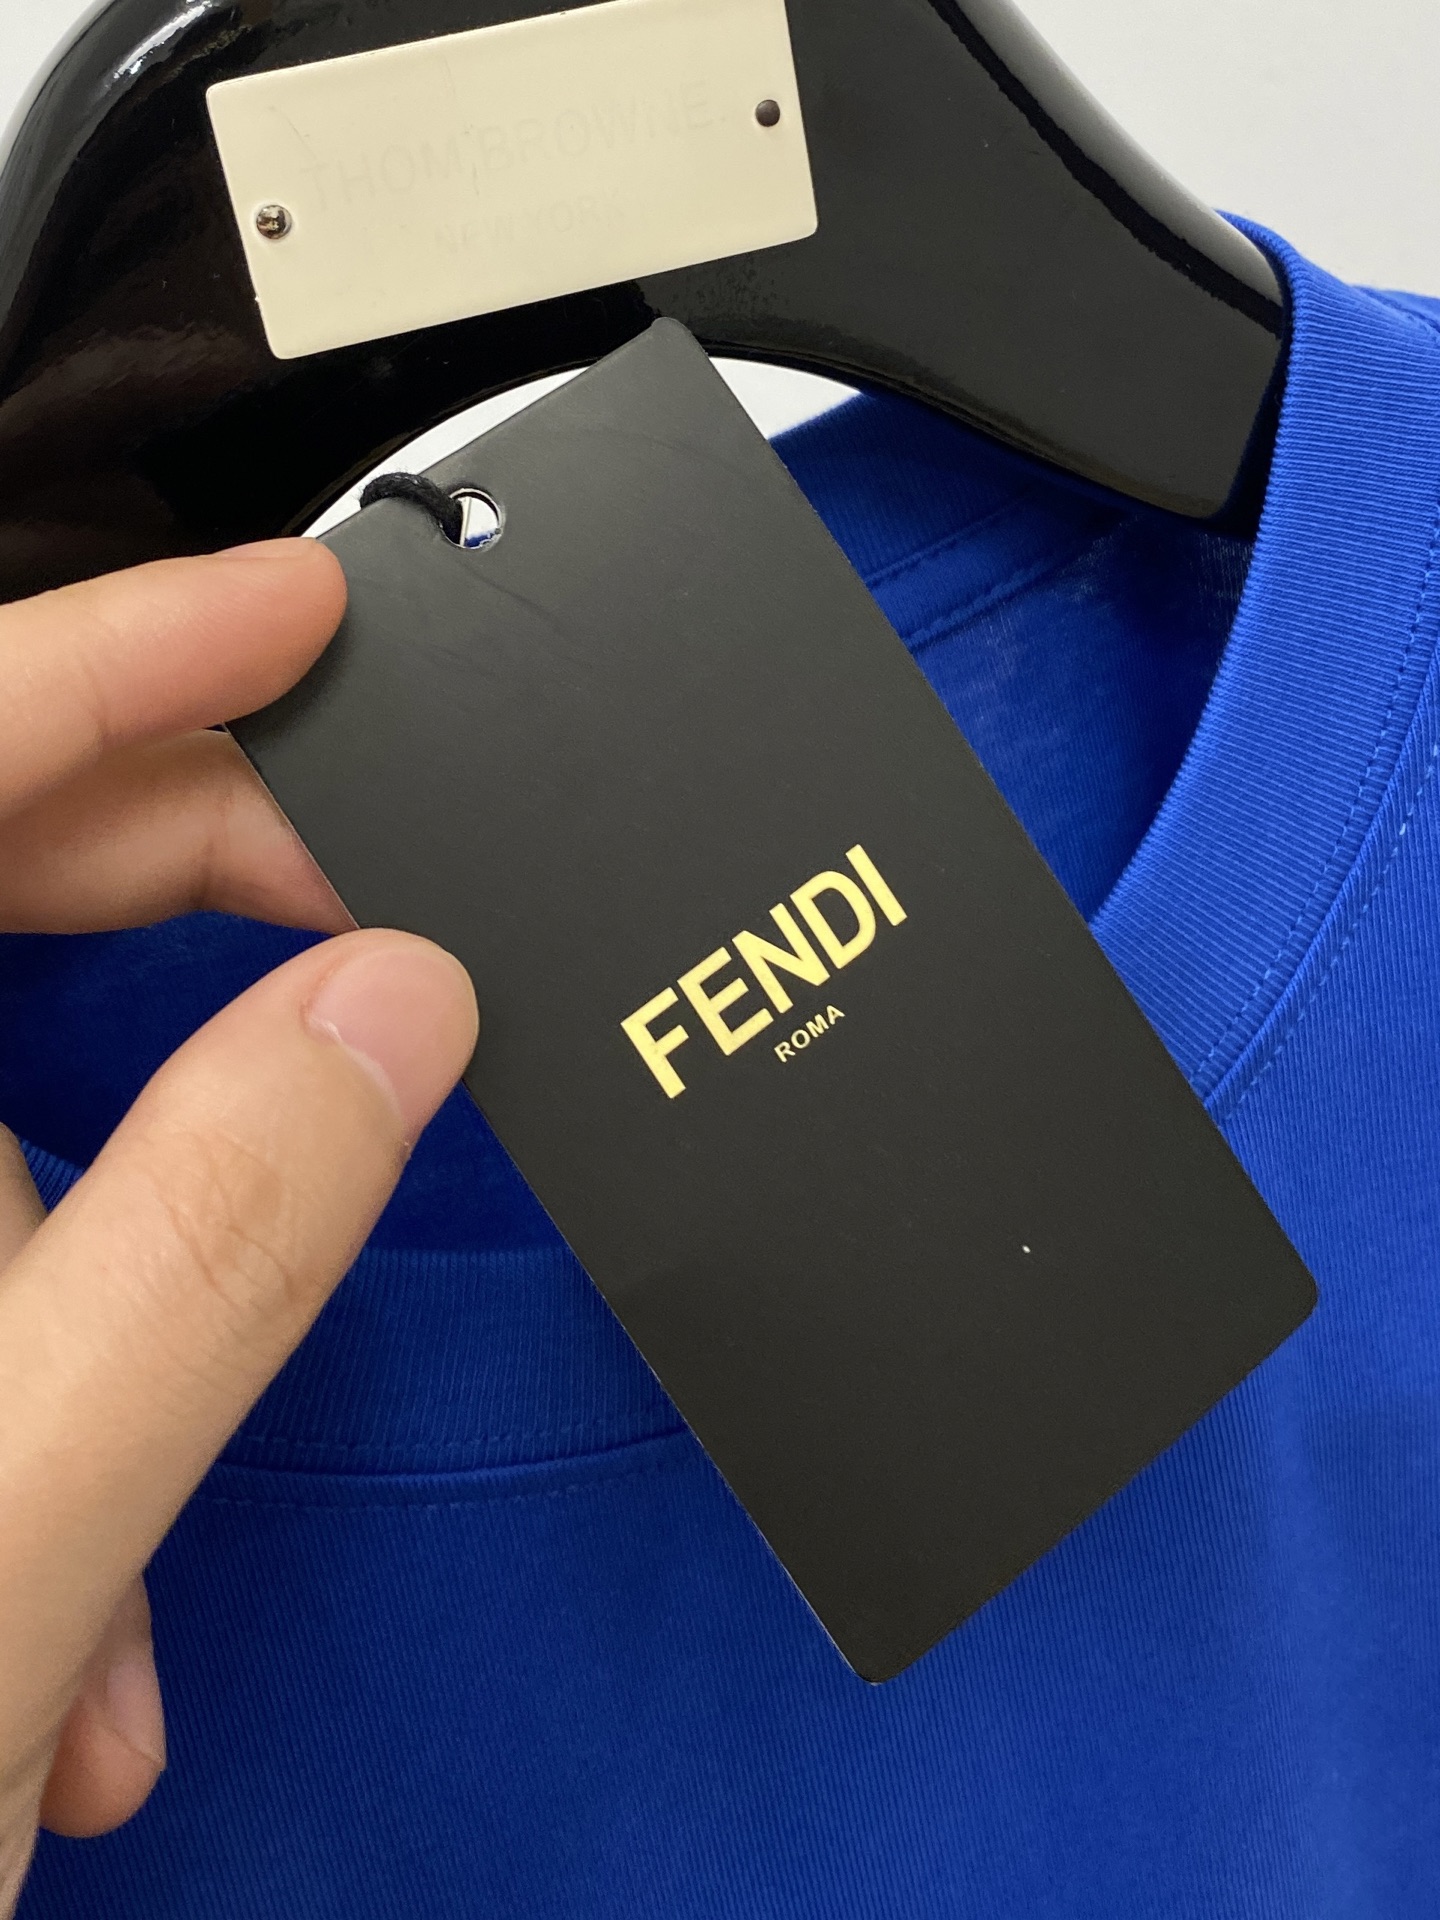 THOM BROWNE.
NEW YORK
FENDI
ROMA